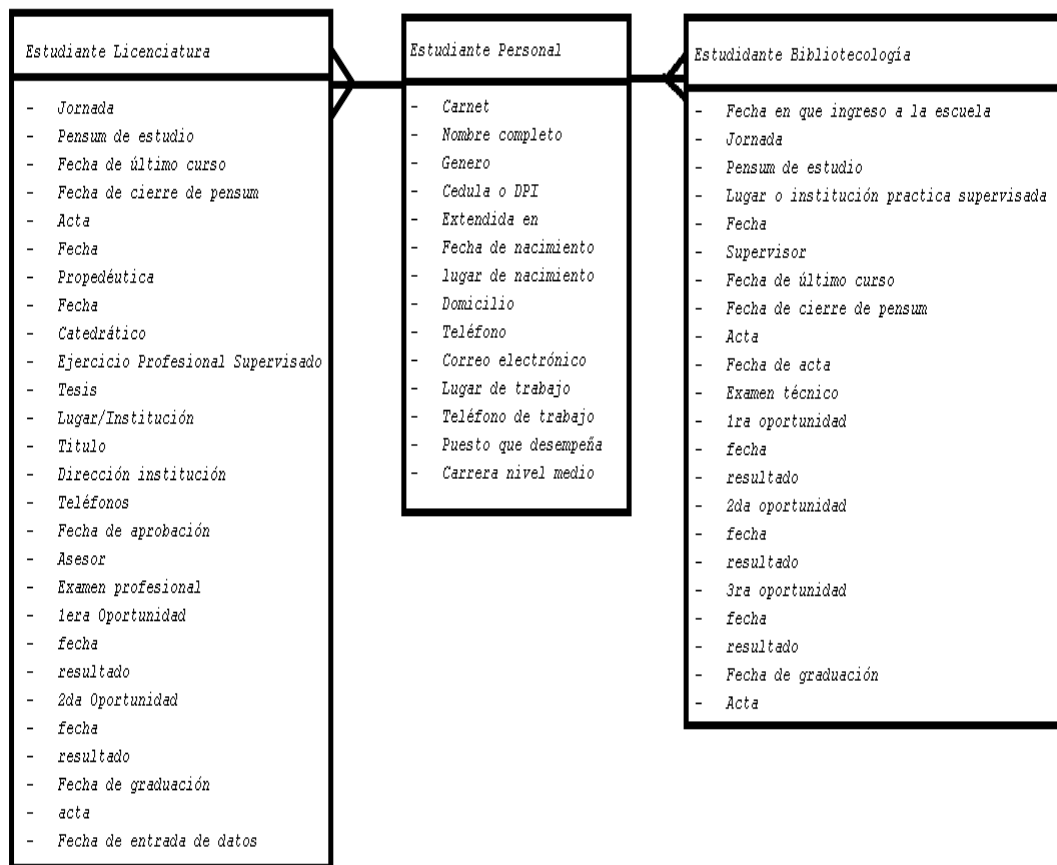 Estudiante Licenciatura
- Jornada
- Pensum de estudio
- Fecha de último curso
- Fecha de cierre de pensum
- Acta
- Fecha
- Propedéutica
- Fecha
- Catedrático
- Ejercicio Profesional Supervisado
- Tesis
- Lugar/Institución
- Titulo
- Dirección institución
- Teléfonos
- Fecha de aprobación
- Asesor
- Examen profesional
- 1era Oportunidad
- fecha
- resultado
- 2da Oportunidad
- fecha
- resultado
- Fecha de graduación
- acta
- Fecha de entrada de datos
Estudiante Personal
- Carnet
- Nombre completo
- Genero
- Cedula o DPI
- Extendida en
- Fecha de nacimiento
- lugar de nacimiento
- Domicilio
- Teléfono
- Correo electrónico
- Lugar de trabajo
- Teléfono de trabajo
- Puesto que desempeña
- Carrera nivel medio
Estudidante Bibliotecología
- Fecha en que ingreso a la escuela
- Jornada
- Pensum de estudio
- Lugar o institución practica supervisada
- Fecha
- Supervisor
- Fecha de último curso
- Fecha de cierre de pensum
- Acta
- Fecha de acta
- Examen técnico
- 1ra oportunidad
- fecha
- resultado
- 2da oportunidad
- fecha
- resultado
- 3ra oportunidad
- fecha
- resultado
- Fecha de graduación
- Acta